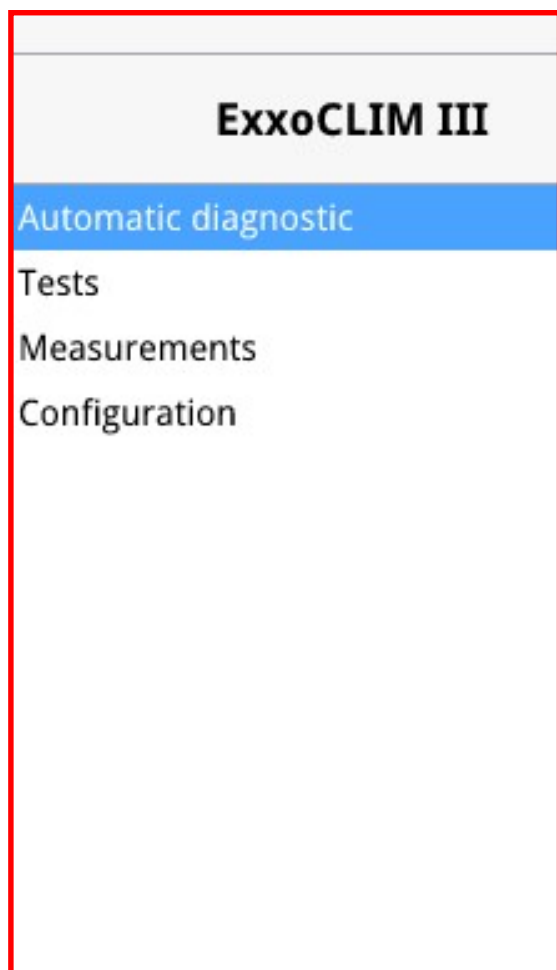 ExxoCLIM III
Automatic diagnostic
Tests
Measurements
Configuration